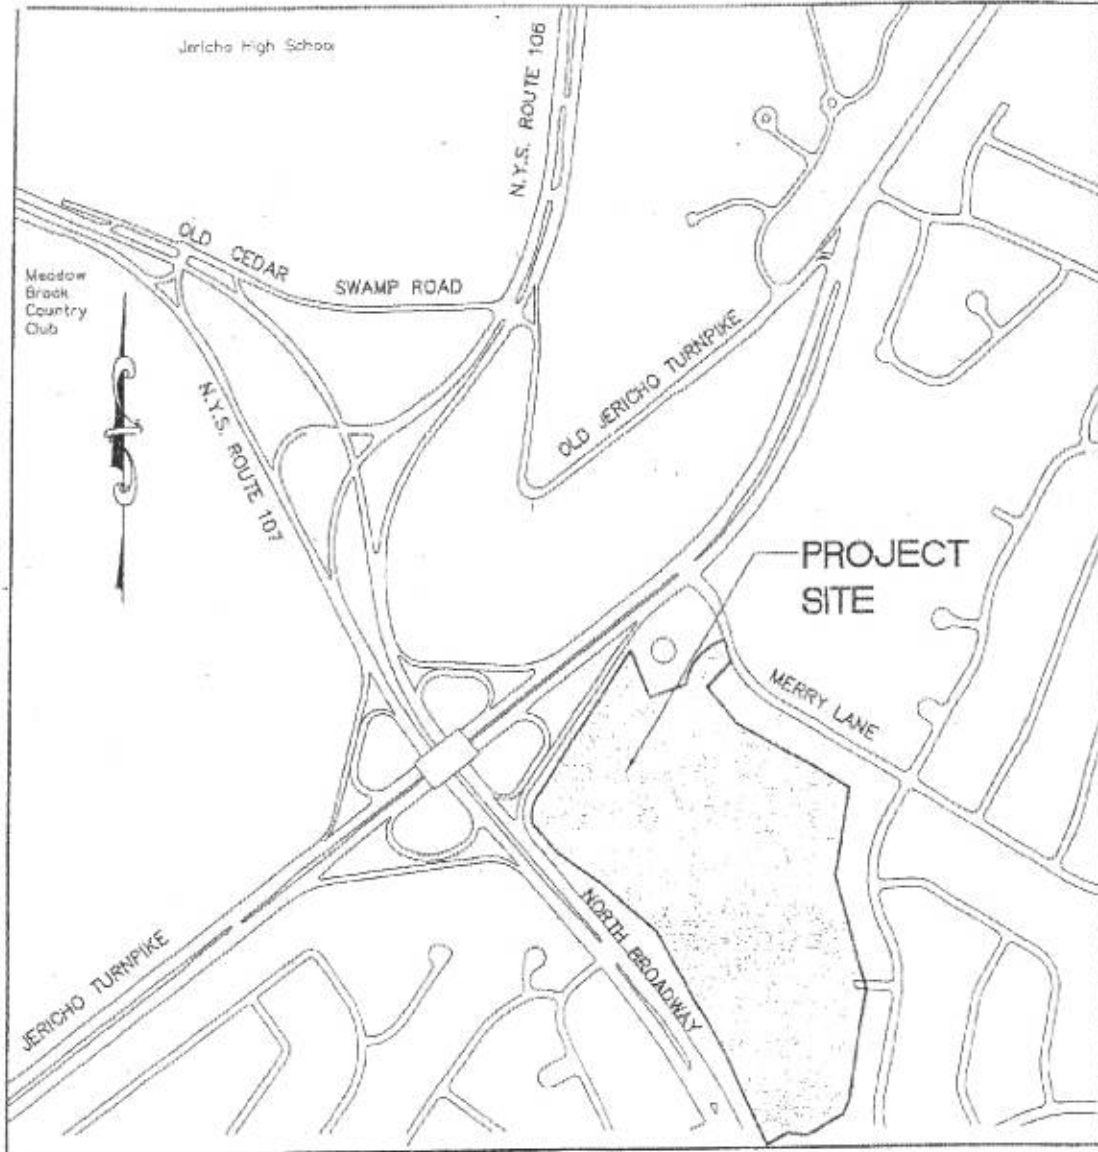 Jericho High School
N.Y.S. ROUTE 106
OLD CEDAR
SWAMP ROAD
Meadow
Brook
Country
Club
N.Y.S. ROUTE 107
OLD JERICHO TURNPIKE
PROJECT
SITE
MERRY LANE
NORTH BROADWAY
JERICHO TURNPIKE